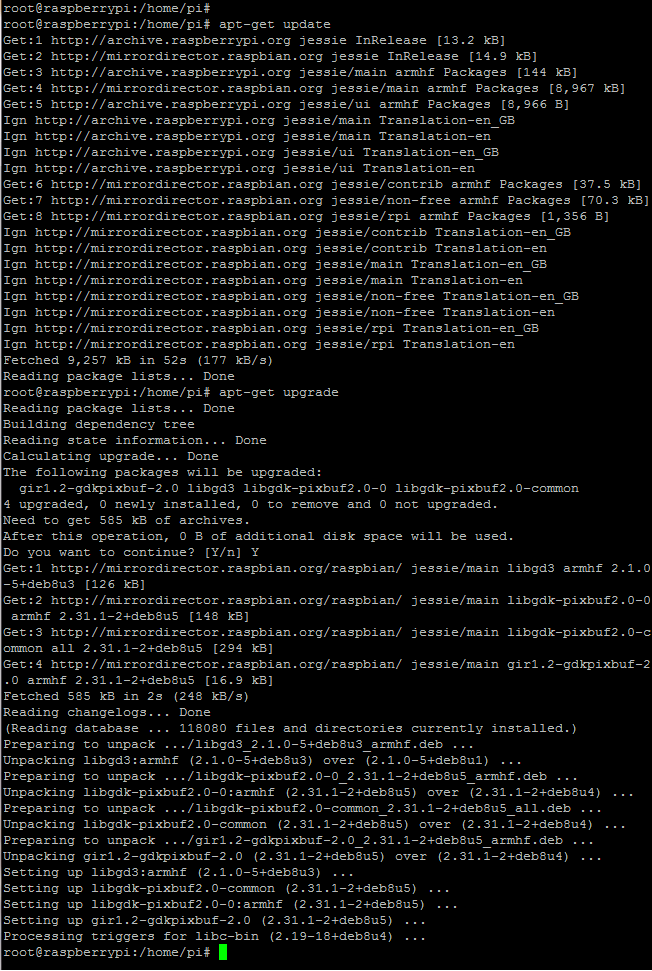 root@raspberrypi:/home/pi#
root@raspberrypi:/home/pi# apt-get update
Get:1 http://archive.raspberrypi.org jessie InRelease [13.2 kB]
Get:2 http://mirrordirector.raspbian.org jessie InRelease [14.9 kB]
Get:3 http://archive.raspberrypi.org jessie/main armhf Packages [144 kB]
Get:4 http://mirrordirector.raspbian.org jessie/main armhf Packages [8,967 kB]
Get:5 http://archive.raspberrypi.org jessie/ui armhf Packages [8,966 B]
Ign http://archive.raspberrypi.org jessie/main Translation-en_GB
Ign http://archive.raspberrypi.org jessie/main Translation-en
Ign http://archive.raspberrypi.org jessie/ui Translation-en_GB
Ign http://archive.raspberrypi.org jessie/ui Translation-en
Get:6 http://mirrordirector.raspbian.org jessie/contrib armhf Packages [37.5 kB]
Get:7 http://mirrordirector.raspbian.org jessie/non-free armhf Packages [70.3 kB]
Get:8 http://mirrordirector.raspbian.org jessie/rpi armhf Packages [1,356 B]
Ign http://mirrordirector.raspbian.org jessie/contrib Translation-en_GB
Ign http://mirrordirector.raspbian.org jessie/contrib Translation-en
Ign http://mirrordirector.raspbian.org jessie/main Translation-en_GB
Ign http://mirrordirector.raspbian.org jessie/main Translation-en
Ign http://mirrordirector.raspbian.org jessie/non-free Translation-en_GB
Ign http://mirrordirector.raspbian.org jessie/non-free Translation-en
Ign http://mirrordirector.raspbian.org jessie/rpi Translation-en_GB
Ign http://mirrordirector.raspbian.org jessie/rpi Translation-en
Fetched 9,257 kB in 52s (177 kB/s)
Reading package lists... Done
root@raspberrypi:/home/pi# apt-get upgrade
Reading package lists... Done
Building dependency tree
Reading state information... Done
Calculating upgrade... Done
The following packages will be upgraded:
  gir1.2-gdkpixbuf-2.0 libgd3 libgdk-pixbuf2.0-0 libgdk-pixbuf2.0-common
4 upgraded, 0 newly installed, 0 to remove and 0 not upgraded.
Need to get 585 kB of archives.
After this operation, 0 B of additional disk space will be used.
Do you want to continue? [Y/n] Y
Get:1 http://mirrordirector.raspbian.org/raspbian/ jessie/main libgd3 armhf 2.1.0
-5+deb8u3 [126 kB]
Get:2 http://mirrordirector.raspbian.org/raspbian/ jessie/main libgdk-pixbuf2.0-0
 armhf 2.31.1-2+deb8u5 [148 kB]
Get:3 http://mirrordirector.raspbian.org/raspbian/ jessie/main libgdk-pixbuf2.0-c
ommon all 2.31.1-2+deb8u5 [294 kB]
Get:4 http://mirrordirector.raspbian.org/raspbian/ jessie/main gir1.2-gdkpixbuf-2
.0 armhf 2.31.1-2+deb8u5 [16.9 kB]
Fetched 585 kB in 2s (248 kB/s)
Reading changelogs... Done
(Reading database ... 118080 files and directories currently installed.)
Preparing to unpack .../libgd3_2.1.0-5+deb8u3_armhf.deb ...
Unpacking libgd3:armhf (2.1.0-5+deb8u3) over (2.1.0-5+deb8u1) ...
Preparing to unpack .../libgdk-pixbuf2.0-0_2.31.1-2+deb8u5_armhf.deb ...
Unpacking libgdk-pixbuf2.0-0:armhf (2.31.1-2+deb8u5) over (2.31.1-2+deb8u4) ...
Preparing to unpack .../libgdk-pixbuf2.0-common_2.31.1-2+deb8u5_all.deb ...
Unpacking libgdk-pixbuf2.0-common (2.31.1-2+deb8u5) over (2.31.1-2+deb8u4) ...
Preparing to unpack .../gir1.2-gdkpixbuf-2.0_2.31.1-2+deb8u5_armhf.deb ...
Unpacking gir1.2-gdkpixbuf-2.0 (2.31.1-2+deb8u5) over (2.31.1-2+deb8u4) ...
Setting up libgd3:armhf (2.1.0-5+deb8u3) ...
Setting up libgdk-pixbuf2.0-common (2.31.1-2+deb8u5) ...
Setting up libgdk-pixbuf2.0-0:armhf (2.31.1-2+deb8u5) ...
Setting up gir1.2-gdkpixbuf-2.0 (2.31.1-2+deb8u5) ...
Processing triggers for libc-bin (2.19-18+deb8u4) ...
root@raspberrypi:/home/pi#